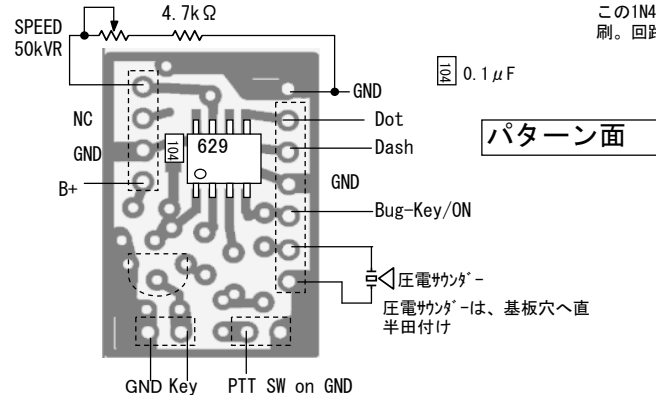 4.7kΩ
SPEED
50kVR
この1N4
刷。回路
104 0.1μF
GND
NC
Dot
パターン面
GND
Dash
104
629
GND
B+
Bug-Key/ON
圧電ｻｳﾝﾀﾞｰ
圧電ｻｳﾝﾀﾞｰは、基板穴へ直
半田付け
GND Key
PTT SW on GND